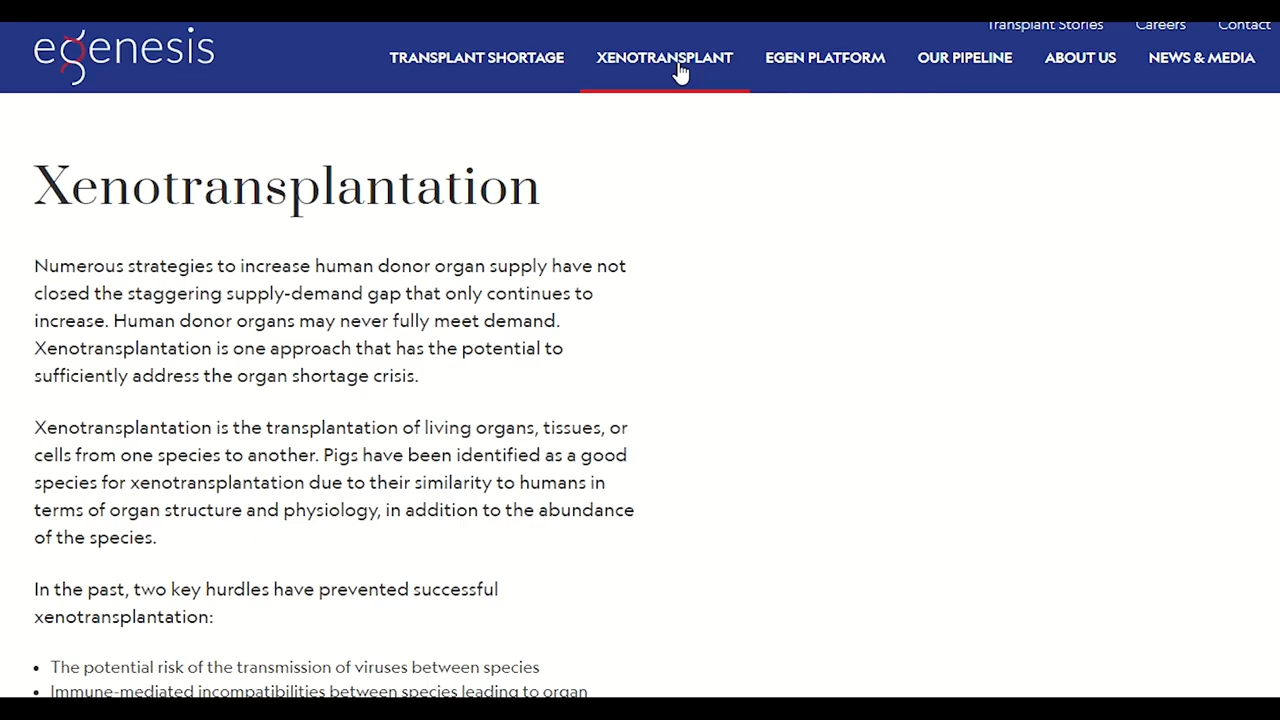 Transplant Stories Careers Contact
egenesis
TRANSPLANT SHORTAGE XENOTRANSPLANT EGEN PLATFORM OUR PIPELINE ABOUT US NEWS & MEDIA
Xenotransplantation
Numerous strategies to increase human donor organ supply have not
closed the staggering supply-demand gap that only continues to
increase. Human donor organs may never fully meet demand.
Xenotransplantation is one approach that has the potential to
sufficiently address the organ shortage crisis.
Xenotransplantation is the transplantation of living organs, tissues, or
cells from one species to another. Pigs have been identified as a good
species for xenotransplantation due to their similarity to humans in
terms of organ structure and physiology, in addition to the abundance
of the species.
In the past, two key hurdles have prevented successful
xenotransplantation:
• The potential risk of the transmission of viruses between species
• Immune-mediated incompatibilities between species leading to organ